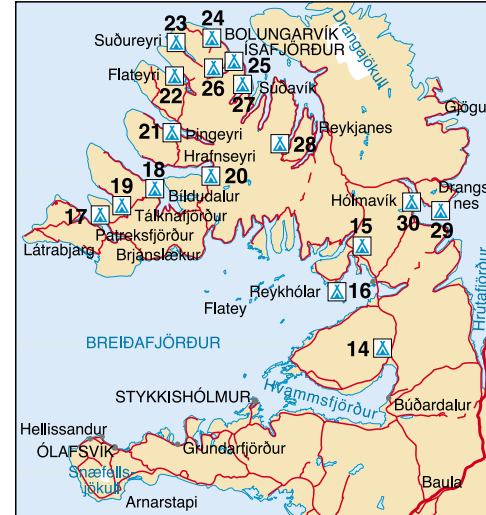 23
24
Suðureyri
BOLUNGARVÍK
ÍSAFJÖRÐUR
Drangajökull
25
Flateyri
26
Súðavík
22
27
Gjögur
21
Þingeyri
Reykjanes
28
Hrafnseyri
20
18
Bíldudalur
Hólmavík
Drangs
nes
19
17
Tálknafjörður
30
29
Patreksfjörður
15
Látrabjarg
Brjánslækur
Reykhólar
16
Flatey
Hrútafjörður
BREIÐAFJÖRÐUR
14
STYKKISHÓLMUR
Hvammsfjörður
Búðardalur
Hellissandur
ÓLAFSVÍK
Grundarfjörður
Snæfells-
jökull
Baula
Arnarstapi